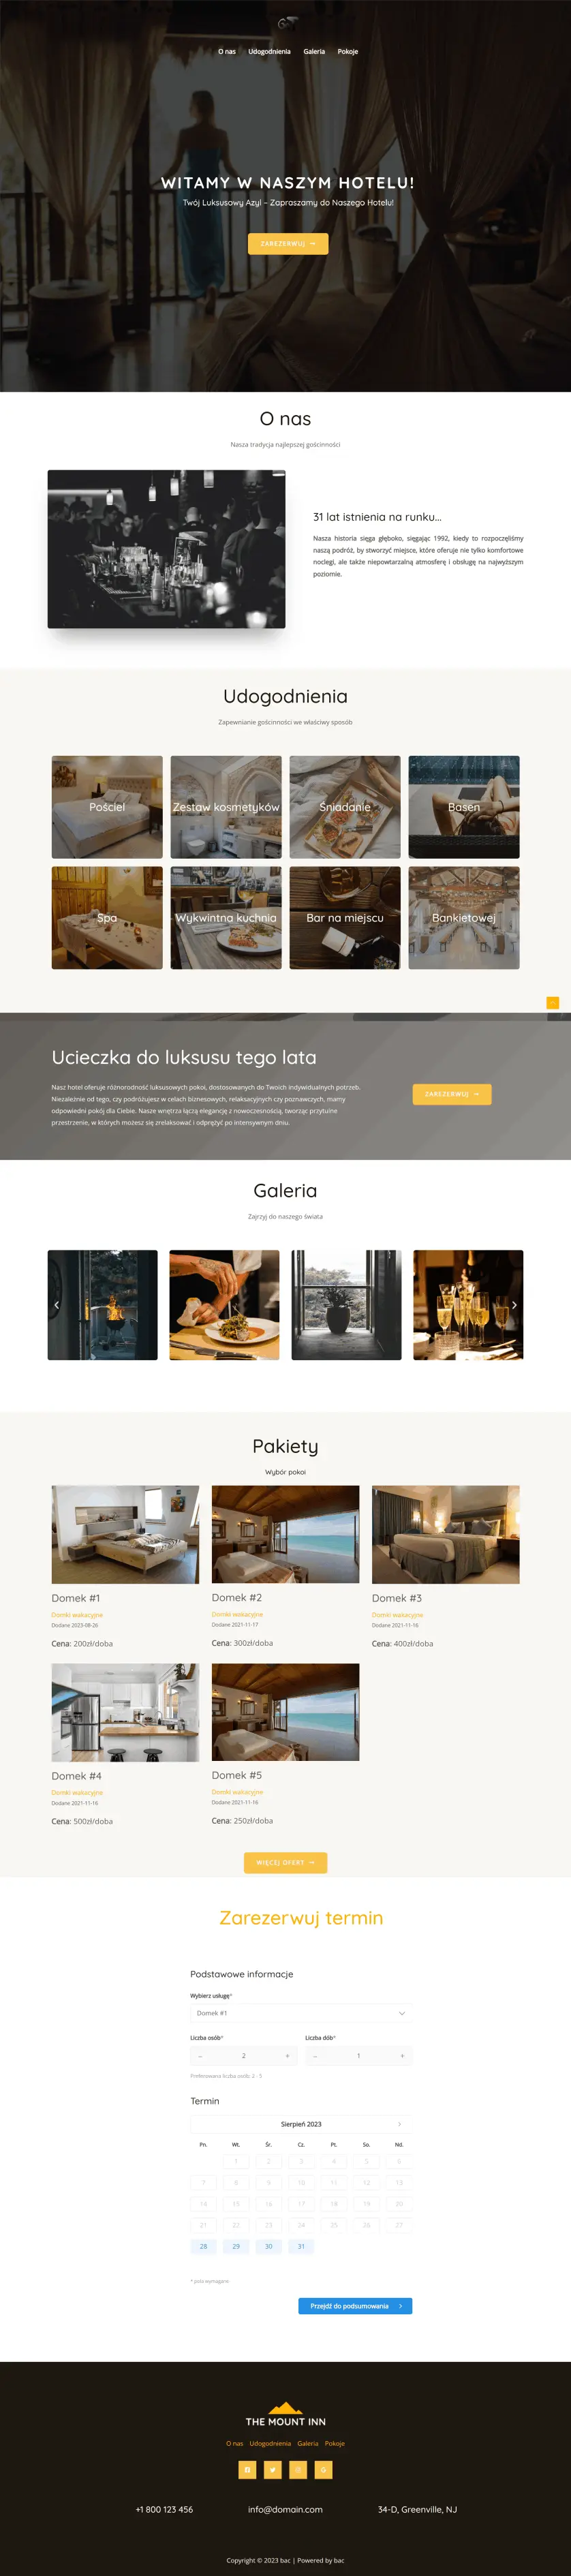 O nas Udogodnienia Galeria Pokoje
WITAMY W NASZYM HOTELU!
Twój Luksusowy Azyl – Zapraszamy do Naszego Hotelu!
ZAREZERWUJ
O nas
Nasza tradycja najlepszej gościnności
31 lat istnienia na runku...
Nasza historia sięga głęboko, sięgając 1992, kiedy to rozpoczęliśmy
naszą podróż, by stworzyć miejsce, które oferuje nie tylko komfortowe
noclegi, ale także niepowtarzalną atmosferę i obsługę na najwyższym
poziomie.
Udogodnienia
Zapewnianie gościnności we właściwy sposób
Pościel Zestaw kosmetyków Śniadanie Basen
Spa Wykwintna kuchnia Bar na miejscu Bankietowej
Ucieczka do luksusu tego lata
Nasz hotel oferuje różnorodność luksusowych pokoi, dostosowanych do Twoich indywidualnych potrzeb.
Niezależnie od tego, czy podróżujesz w celach biznesowych, relaksacyjnych czy poznawczych, mamy
odpowiedni pokój dla Ciebie. Nasze wnętrza łączą elegancję z nowoczesnością, tworząc przytulne
przestrzenie, w których możesz się zrelaksować i odprężyć po intensywnym dniu.
ZAREZERWUJ
Galeria
Zajrzyj do naszego świata
Pakiety
Wybór pokoi
Domek #1 Domek #2 Domek #3
Domki wakacyjne Domki wakacyjne Domki wakacyjne
Dodane 2023-08-26 Dodane 2021-11-17 Dodane 2021-11-16
Cena: 200zł/doba Cena: 300zł/doba Cena: 400zł/doba
Domek #4 Domek #5
Domki wakacyjne Domki wakacyjne
Dodane 2021-11-16 Dodane 2021-11-16
Cena: 500zł/doba Cena: 250zł/doba
WIĘCEJ OFERT
Zarezerwuj termin
Podstawowe informacje
Wybierz usługę*
Domek #1
Liczba osób* Liczba dób*
– 2 + – 1 +
Preferowana liczba osób: 2 - 5
Termin
Sierpień 2023
Pn. Wt. Śr. Cz. Pt. So. Nd.
1 2 3 4 5 6
7 8 9 10 11 12 13
14 15 16 17 18 19 20
21 22 23 24 25 26 27
28 29 30 31
* pola wymagane
Przejdź do podsumowania
THE MOUNT INN
O nas Udogodnienia Galeria Pokoje
+1 800 123 456 info@domain.com 34-D, Greenville, NJ
Copyright © 2023 bac | Powered by bac